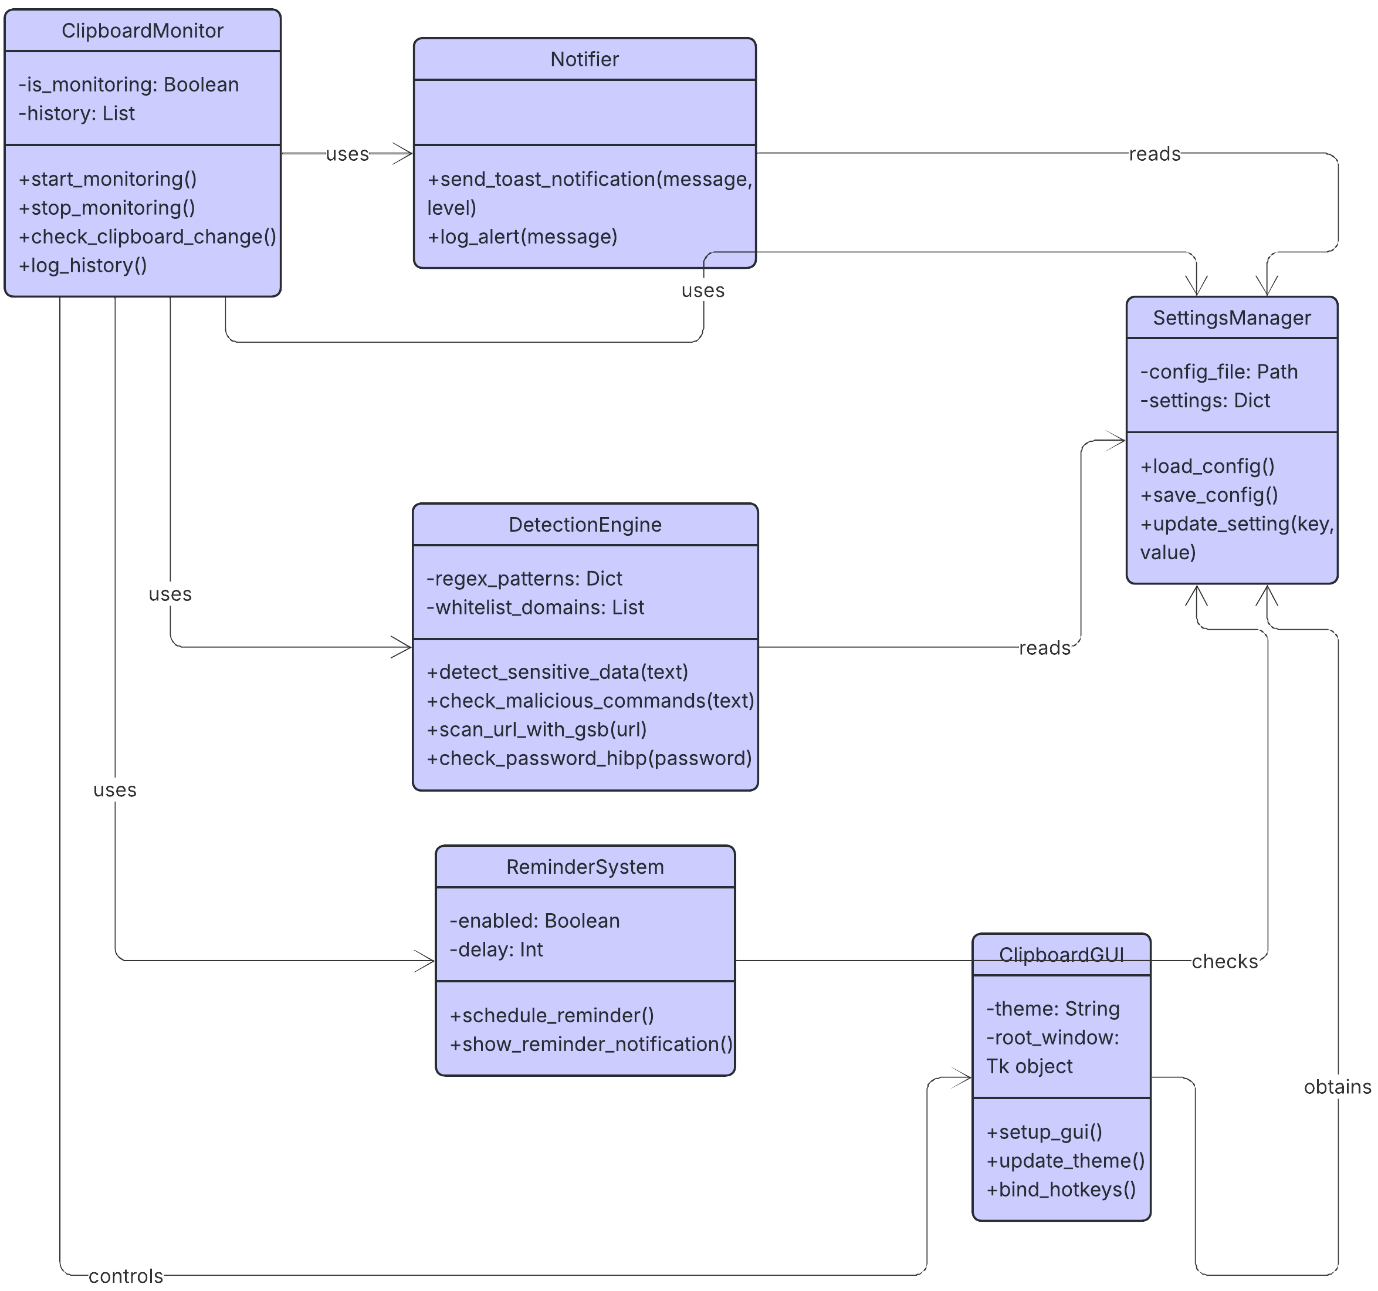 ClipboardMonitor
-is_monitoring: Boolean
-history: List
+start_monitoring()
+stop_monitoring()
+check_clipboard_change()
+log_history()
uses
Notifier
+send_toast_notification(message,
level)
+log_alert(message)
reads
uses
SettingsManager
-config_file: Path
-settings: Dict
+load_config()
+save_config()
+update_setting(key,
value)
DetectionEngine
-regex_patterns: Dict
-whitelist_domains: List
+detect_sensitive_data(text)
+check_malicious_commands(text)
+scan_url_with_gsb(url)
+check_password_hibp(password)
uses
reads
uses
ReminderSystem
-enabled: Boolean
-delay: Int
+schedule_reminder()
+show_reminder_notification()
ClipboardGUI
-theme: String
-root_window:
Tk object
+setup_gui()
+update_theme()
+bind_hotkeys()
checks
obtains
controls